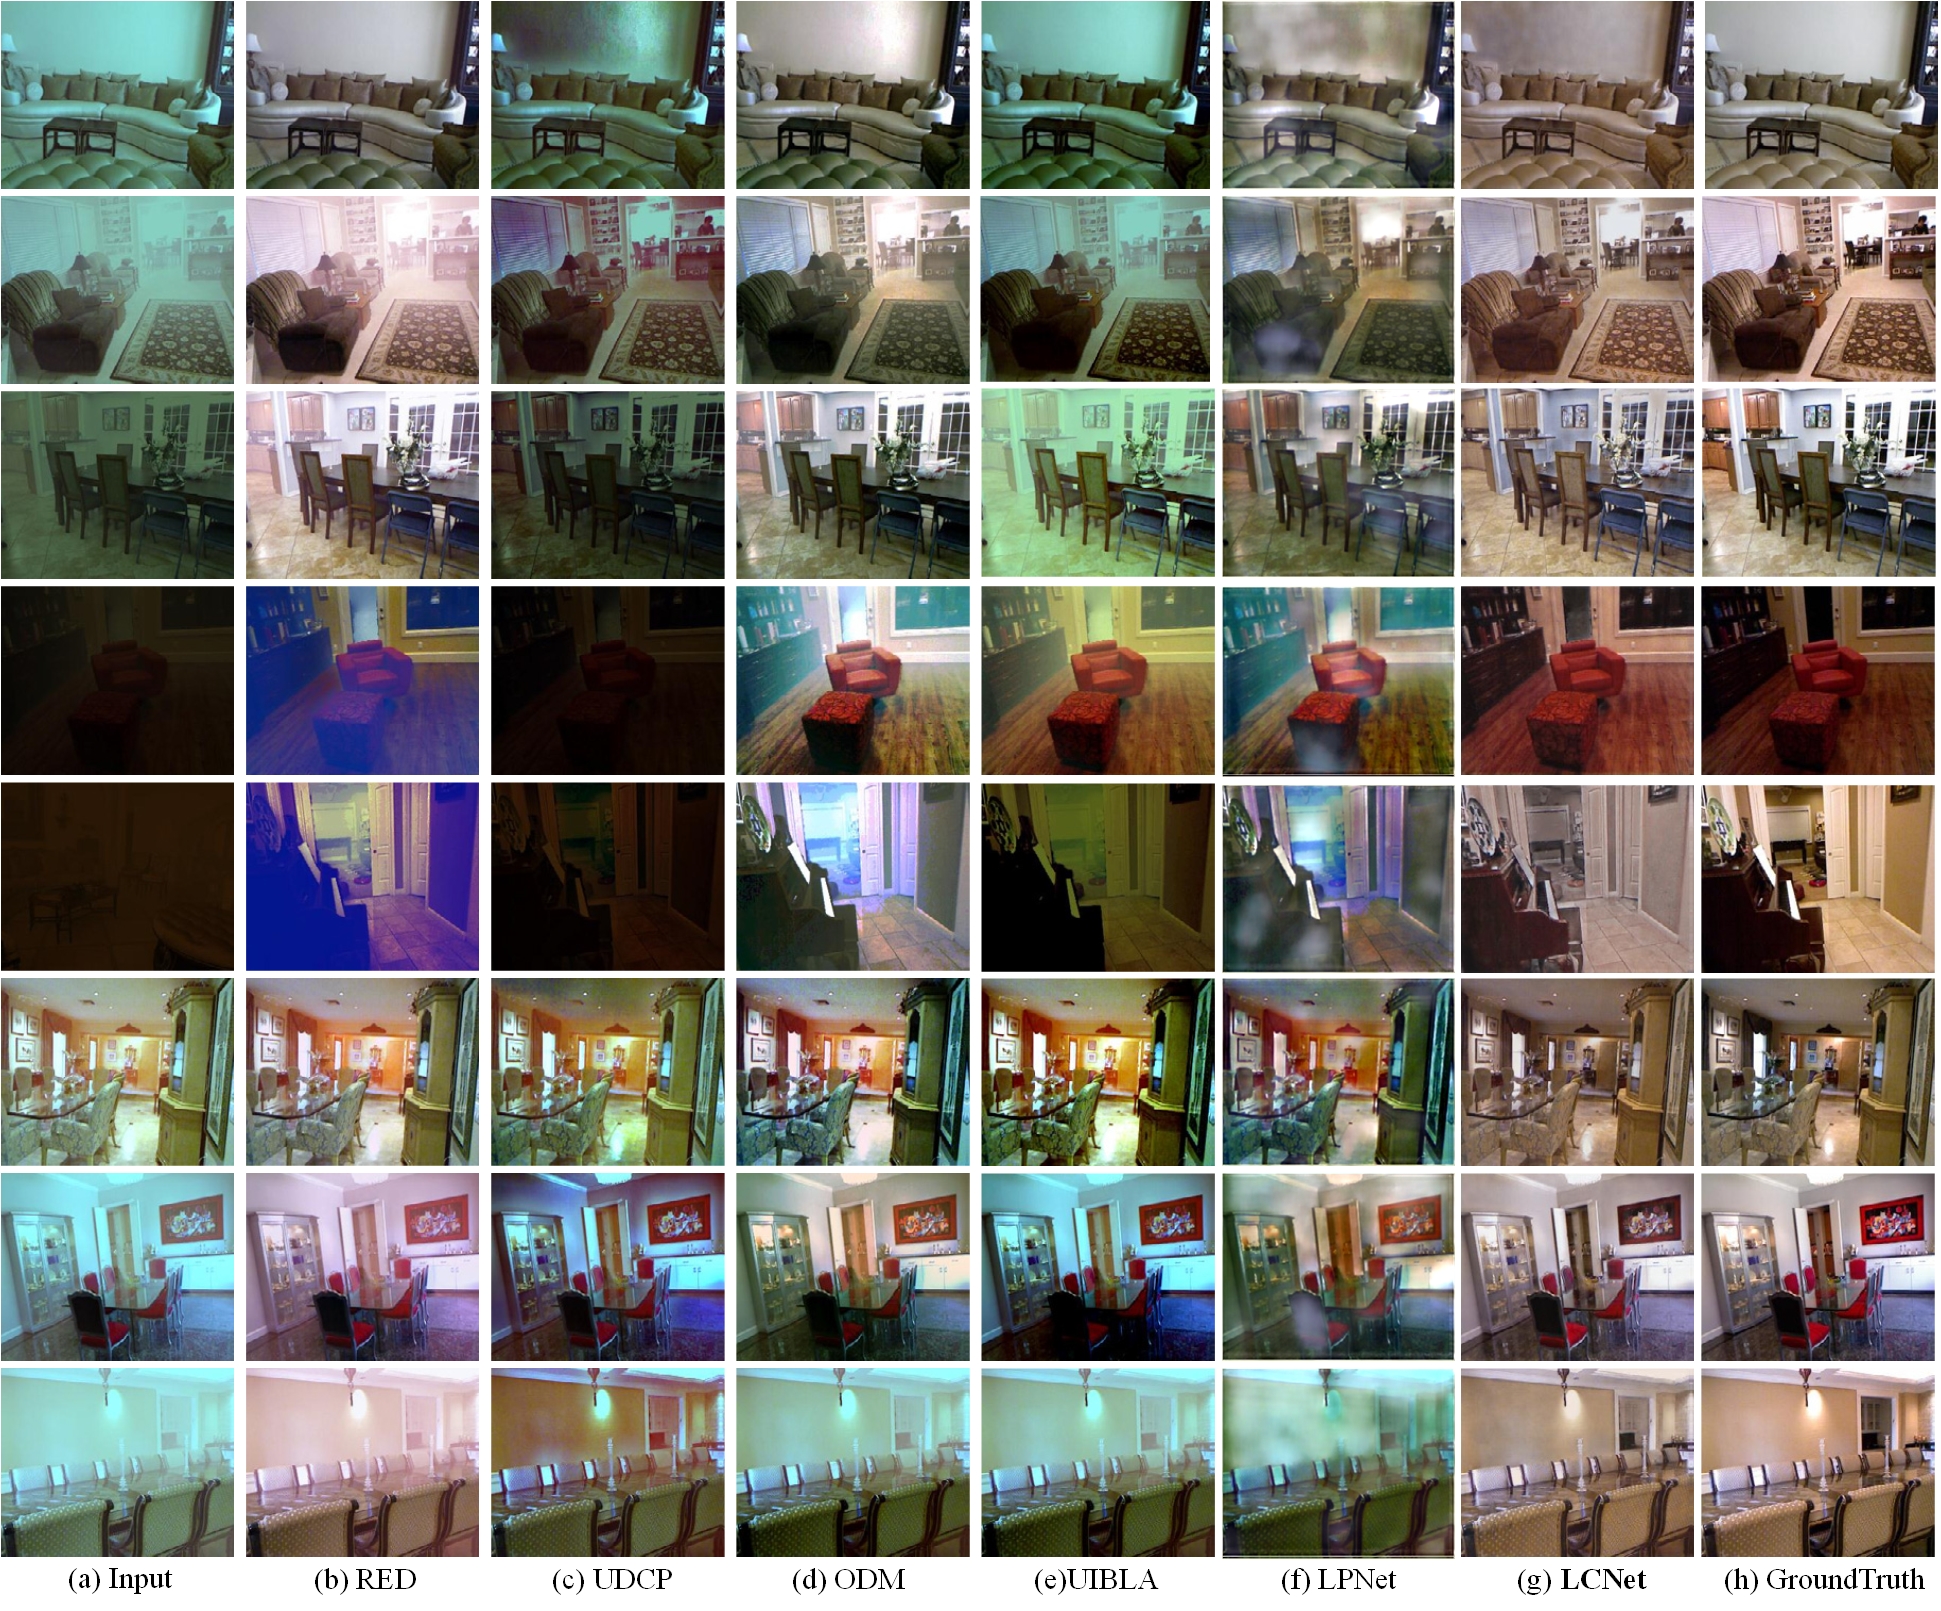 (a) Input (b) RED (c) UDCP (d) ODM (e)UIBLA (f) LPNet (g) LCNet (h) GroundTruth